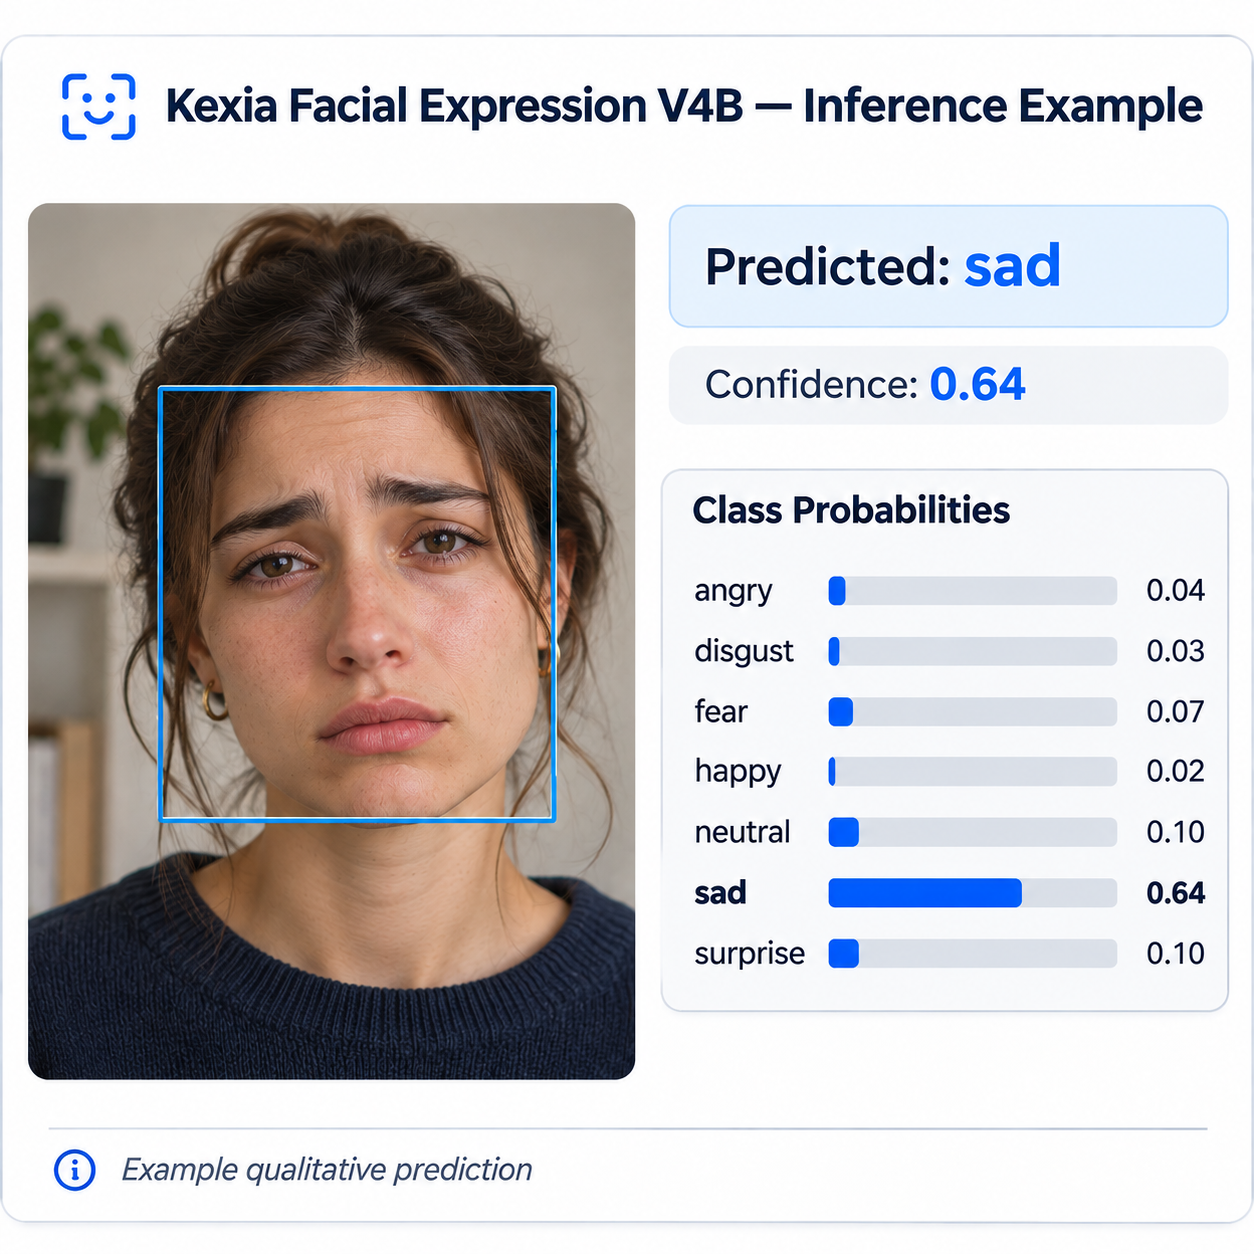 Kexia Facial Expression V4B — Inference Example
Predicted: sad
Confidence: 0.64
Class Probabilities
angry 0.04
disgust 0.03
fear 0.07
happy 0.02
neutral 0.10
sad 0.64
surprise 0.10
Example qualitative prediction